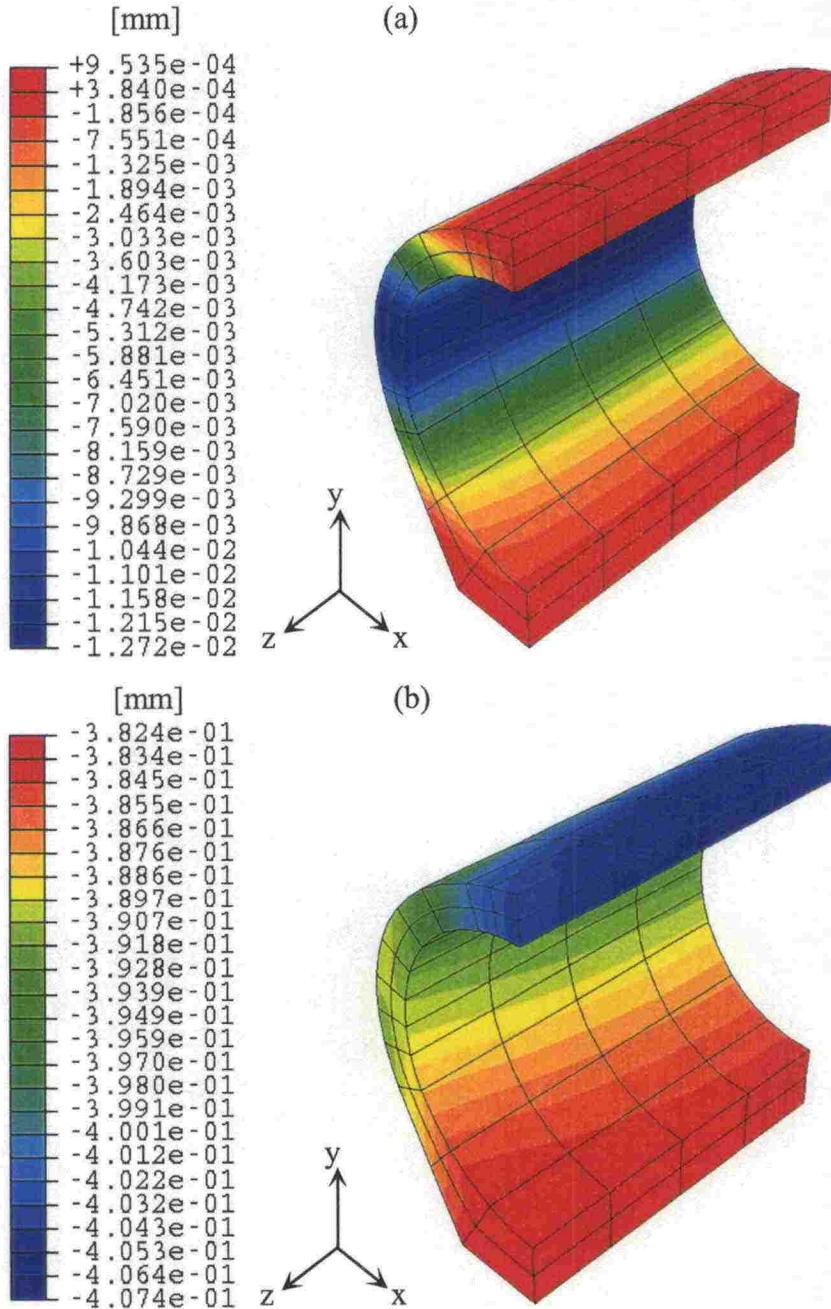 [mm] (a)
+9.535e-04
+3.840e-04
-1.856e-04
-7.551e-04
-1.325e-03
-1.894e-03
-2.464e-03
-3.033e-03
-3.603e-03
-4.173e-03
-4.742e-03
-5.312e-03
-5.881e-03
-6.451e-03
-7.020e-03
-7.590e-03
-8.159e-03
-8.729e-03
-9.299e-03
-9.868e-03
-1.044e-02
-1.101e-02
-1.158e-02
-1.215e-02
-1.272e-02
y
z
x
[mm] (b)
-3.824e-01
-3.834e-01
-3.845e-01
-3.855e-01
-3.866e-01
-3.876e-01
-3.886e-01
-3.897e-01
-3.907e-01
-3.918e-01
-3.928e-01
-3.939e-01
-3.949e-01
-3.959e-01
-3.970e-01
-3.980e-01
-3.991e-01
-4.001e-01
-4.012e-01
-4.022e-01
-4.032e-01
-4.043e-01
-4.053e-01
-4.064e-01
-4.074e-01
y
z
x